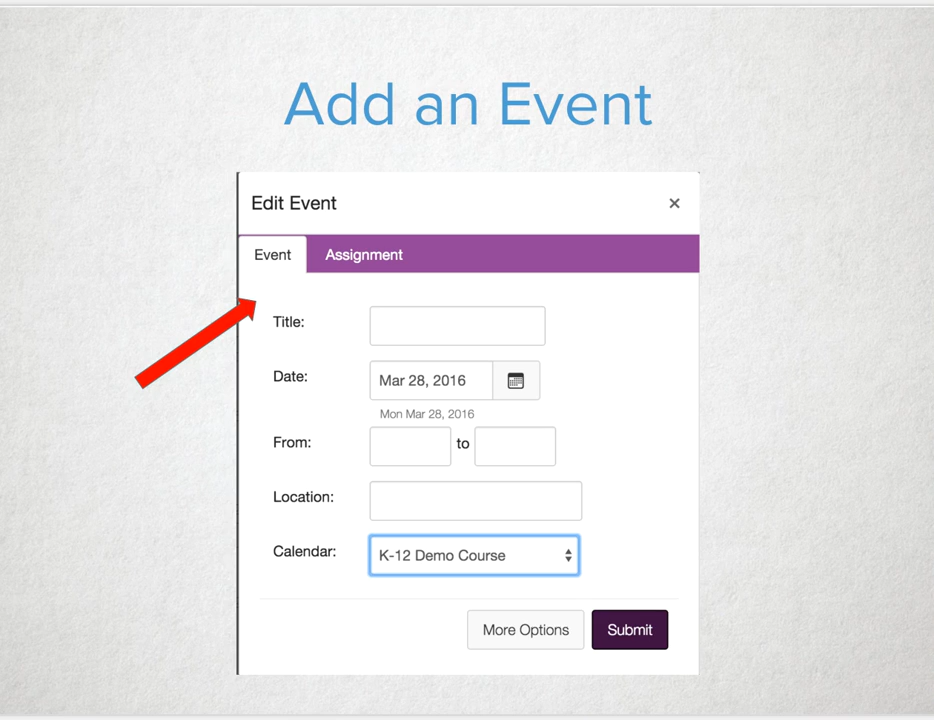 Add an Event
Edit Event ×
Event Assignment
Title:
Date: Mar 28, 2016
Mon Mar 28, 2016
From: to
Location:
Calendar: K-12 Demo Course
More Options Submit